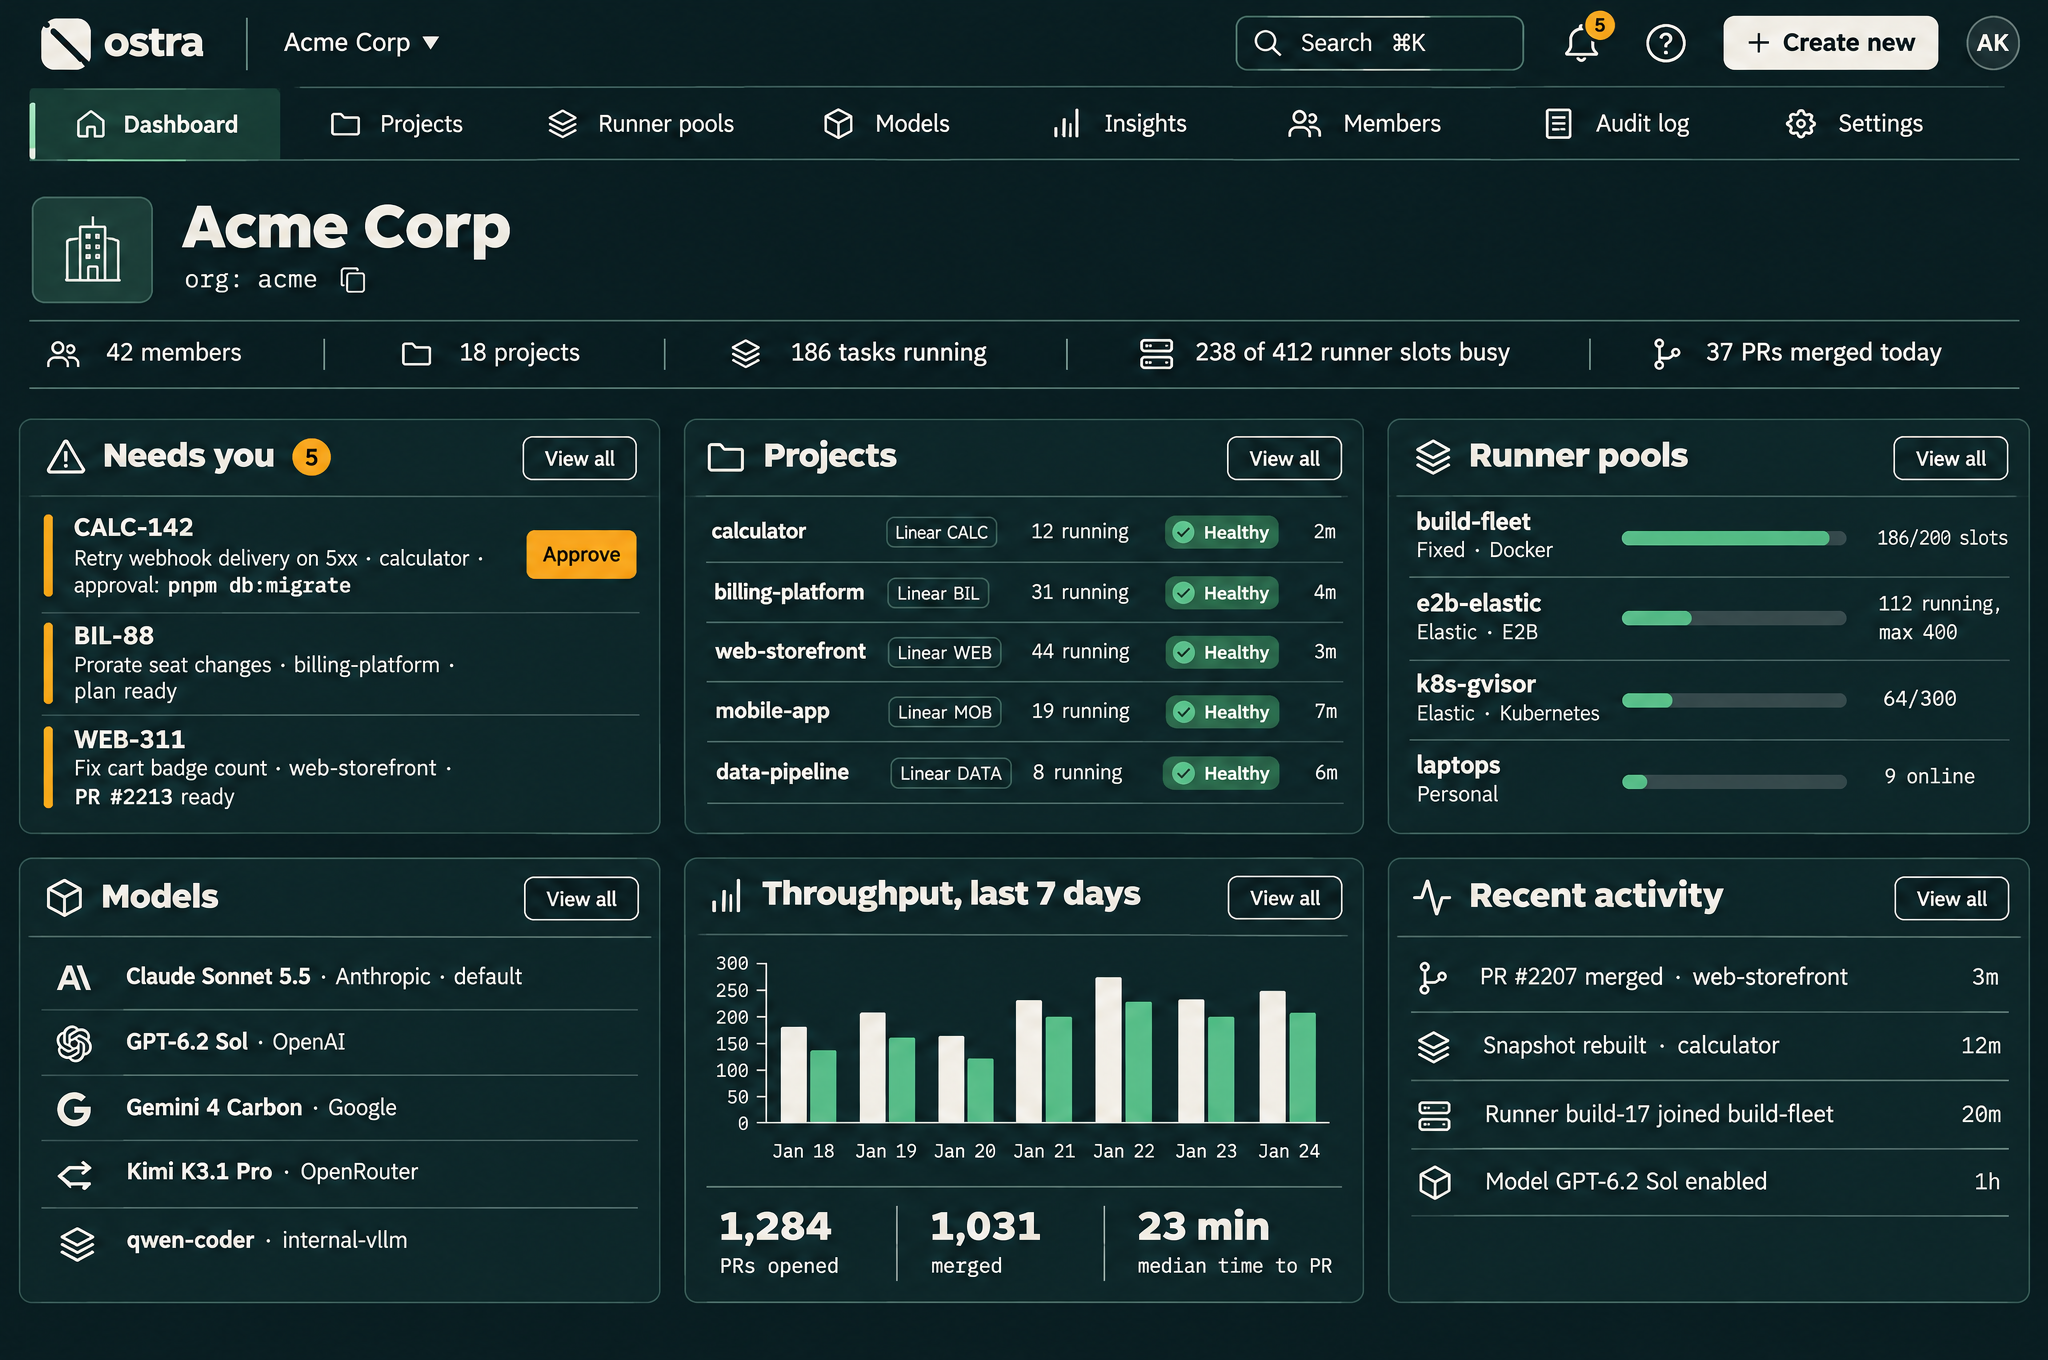 ostra
Acme Corp ▼
Search ⌘K
5
?
+ Create new
AK
Dashboard
Projects
Runner pools
Models
Insights
Members
Audit log
Settings
Acme Corp
org: acme
42 members
18 projects
186 tasks running
238 of 412 runner slots busy
37 PRs merged today
Needs you 5
View all
CALC-142
Retry webhook delivery on 5xx · calculator ·
approval: pnpm db:migrate
Approve
BIL-88
Prorate seat changes · billing-platform ·
plan ready
WEB-311
Fix cart badge count · web-storefront ·
PR #2213 ready
Projects
View all
calculator Linear CALC 12 running Healthy 2m
billing-platform Linear BIL 31 running Healthy 4m
web-storefront Linear WEB 44 running Healthy 3m
mobile-app Linear MOB 19 running Healthy 7m
data-pipeline Linear DATA 8 running Healthy 6m
Runner pools
View all
build-fleet
Fixed · Docker
186/200 slots
e2b-elastic
Elastic · E2B
112 running,
max 400
k8s-gvisor
Elastic · Kubernetes
64/300
laptops
Personal
9 online
Models
View all
Claude Sonnet 5.5 · Anthropic · default
GPT-6.2 Sol · OpenAI
Gemini 4 Carbon · Google
Kimi K3.1 Pro · OpenRouter
qwen-coder · internal-vllm
Throughput, last 7 days
View all
300
250
200
150
100
50
0
Jan 18 Jan 19 Jan 20 Jan 21 Jan 22 Jan 23 Jan 24
1,284
PRs opened
1,031
merged
23 min
median time to PR
Recent activity
View all
PR #2207 merged · web-storefront 3m
Snapshot rebuilt · calculator 12m
Runner build-17 joined build-fleet 20m
Model GPT-6.2 Sol enabled 1h